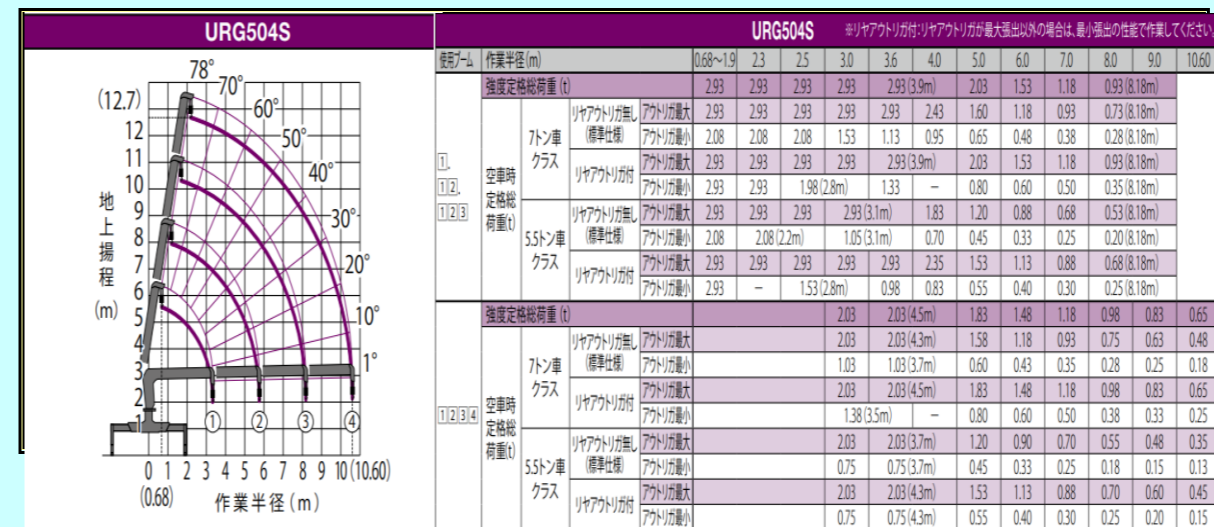 URG504S
78°
70°
60°
50°
40°
30°
20°
10°
1°
(12.7)
12
11
10
9
8
7
6
5
4
3
2
1
地上揚程(m)
① ② ③ ④
0 1 2 3 4 5 6 7 8 9 10(10.60)
(0.68) 作業半径(m)
URG504S ※リヤアウトリガ付:リヤアウトリガが最大張出以外の場合は、最小張出の性能で作業してください。
使用ブーム 作業半径(m) 0.68～1.9 2.3 2.5 3.0 3.6 4.0 5.0 6.0 7.0 8.0 9.0 10.60
1, 12, 123
強度定格総荷重(t) 2.93 2.93 2.93 2.93 2.93(3.9m) 2.03 1.53 1.18 0.93(8.18m)
空車時定格総荷重(t)
7トン車クラス
リヤアウトリガ無し(標準仕様) アウトリガ最大 2.93 2.93 2.93 2.93 2.93 2.43 1.60 1.18 0.93 0.73(8.18m)
アウトリガ最小 2.08 2.08 2.08 1.53 1.13 0.95 0.65 0.48 0.38 0.28(8.18m)
リヤアウトリガ付 アウトリガ最大 2.93 2.93 2.93 2.93 2.93(3.9m) 2.03 1.53 1.18 0.93(8.18m)
アウトリガ最小 2.93 2.93 1.98(2.8m) 1.33 － 0.80 0.60 0.50 0.35(8.18m)
5.5トン車クラス
リヤアウトリガ無し(標準仕様) アウトリガ最大 2.93 2.93 2.93 2.93(3.1m) 1.83 1.20 0.88 0.68 0.53(8.18m)
アウトリガ最小 2.08 2.08(2.2m) 1.05(3.1m) 0.70 0.45 0.33 0.25 0.20(8.18m)
リヤアウトリガ付 アウトリガ最大 2.93 2.93 2.93 2.93 2.93 2.35 1.53 1.13 0.88 0.68(8.18m)
アウトリガ最小 2.93 － 1.53(2.8m) 0.98 0.83 0.55 0.40 0.30 0.25(8.18m)
1234
強度定格総荷重(t) 2.03 2.03(4.5m) 1.83 1.48 1.18 0.98 0.83 0.65
空車時定格総荷重(t)
7トン車クラス
リヤアウトリガ無し(標準仕様) アウトリガ最大 2.03 2.03(4.3m) 1.58 1.18 0.93 0.75 0.63 0.48
アウトリガ最小 1.03 1.03(3.7m) 0.60 0.43 0.35 0.28 0.25 0.18
リヤアウトリガ付 アウトリガ最大 2.03 2.03(4.5m) 1.83 1.48 1.18 0.98 0.83 0.65
アウトリガ最小 1.38(3.5m) － 0.80 0.60 0.50 0.38 0.33 0.25
5.5トン車クラス
リヤアウトリガ無し(標準仕様) アウトリガ最大 2.03 2.03(3.7m) 1.20 0.90 0.70 0.55 0.48 0.35
アウトリガ最小 0.75 0.75(3.7m) 0.45 0.33 0.25 0.18 0.15 0.13
リヤアウトリガ付 アウトリガ最大 2.03 2.03(4.3m) 1.53 1.13 0.88 0.70 0.60 0.45
アウトリガ最小 0.75 0.75(4.3m) 0.55 0.40 0.30 0.25 0.20 0.15